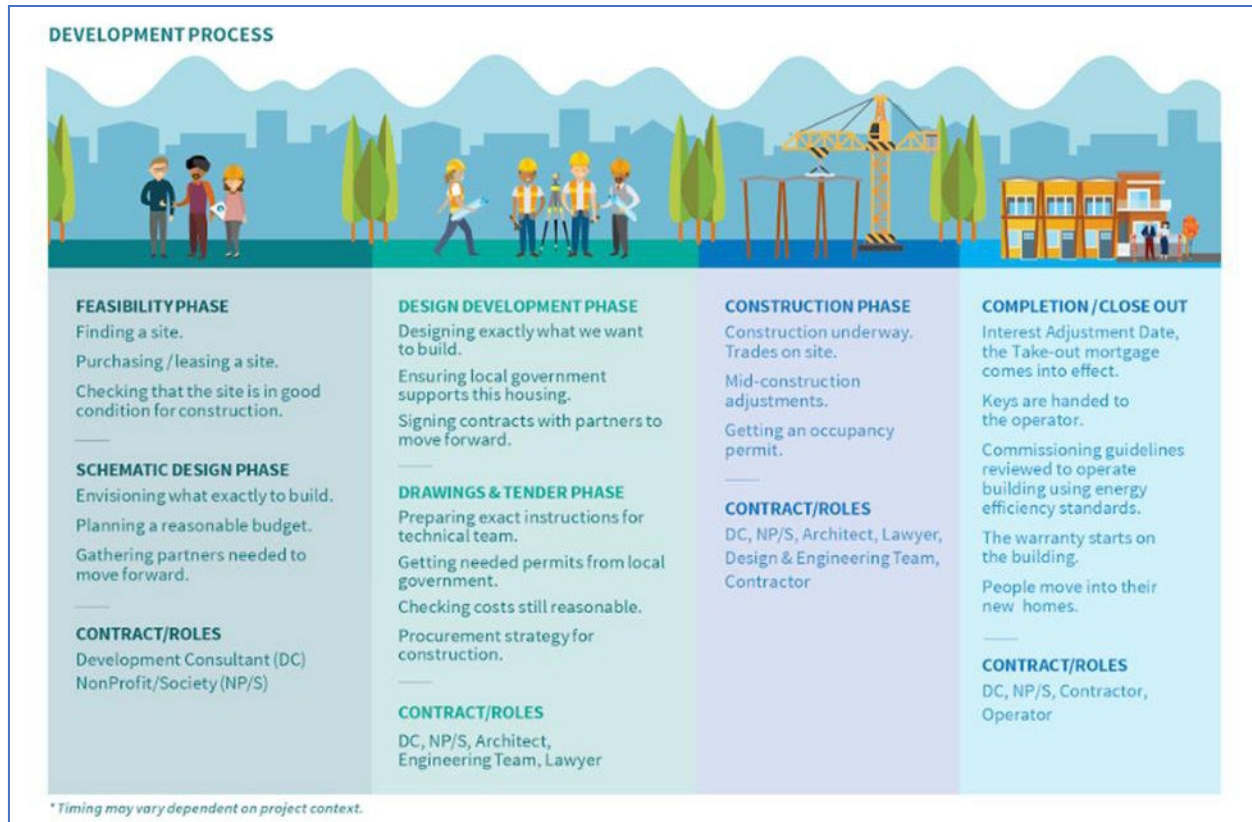 DEVELOPMENT PROCESS
FEASIBILITY PHASE
Finding a site.
Purchasing/leasing a site.
Checking that the site is in good
condition for construction.
SCHEMATIC DESIGN PHASE
Envisioning what exactly to build.
Planning a reasonable budget.
Gathering partners needed to
move forward.
CONTRACT/ROLES
Development Consultant (DC)
NonProfit/Society (NP/S)
DESIGN DEVELOPMENT PHASE
Designing exactly what we want
to build.
Ensuring local government
supports this housing.
Signing contracts with partners to
move forward.
DRAWINGS & TENDER PHASE
Preparing exact instructions for
technical team.
Getting needed permits from local
government.
Checking costs still reasonable.
Procurement strategy for
construction.
CONTRACT/ROLES
DC, NP/S, Architect,
Engineering Team, Lawyer
CONSTRUCTION PHASE
Construction underway.
Trades on site.
Mid-construction
adjustments.
Getting an occupancy
permit.
CONTRACT/ROLES
DC, NP/S, Architect, Lawyer,
Design & Engineering Team,
Contractor
COMPLETION / CLOSE OUT
Interest Adjustment Date,
the Take-out mortgage
comes into effect.
Keys are handed to
the operator.
Commissioning guidelines
reviewed to operate
building using energy
efficiency standards.
The warranty starts on
the building.
People move into their
new homes.
CONTRACT/ROLES
DC, NP/S, Contractor,
Operator
* Timing may vary dependent on project context.